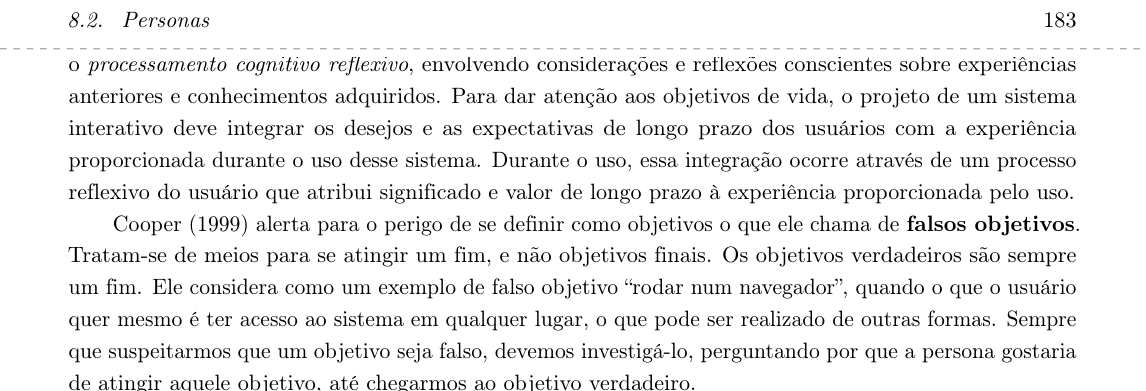 8.2. Personas 183
o processamento cognitivo reflexivo, envolvendo considerações e reflexões conscientes sobre experiências
anteriores e conhecimentos adquiridos. Para dar atenção aos objetivos de vida, o projeto de um sistema
interativo deve integrar os desejos e as expectativas de longo prazo dos usuários com a experiência
proporcionada durante o uso desse sistema. Durante o uso, essa integração ocorre através de um processo
reflexivo do usuário que atribui significado e valor de longo prazo à experiência proporcionada pelo uso.
Cooper (1999) alerta para o perigo de se definir como objetivos o que ele chama de falsos objetivos.
Tratam-se de meios para se atingir um fim, e não objetivos finais. Os objetivos verdadeiros são sempre
um fim. Ele considera como um exemplo de falso objetivo “rodar num navegador”, quando o que o usuário
quer mesmo é ter acesso ao sistema em qualquer lugar, o que pode ser realizado de outras formas. Sempre
que suspeitarmos que um objetivo seja falso, devemos investigá-lo, perguntando por que a persona gostaria
de atingir aquele objetivo, até chegarmos ao objetivo verdadeiro.